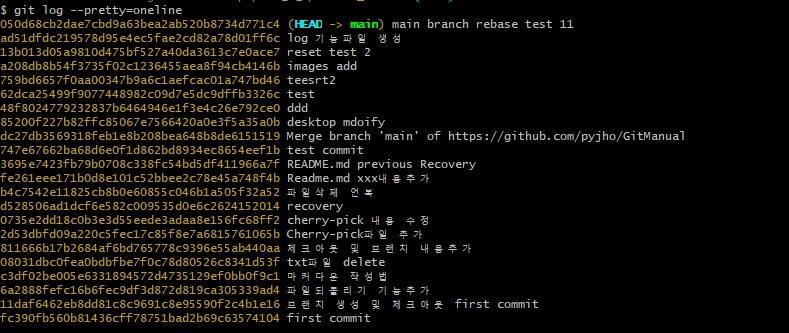 $ git log --pretty=oneline
050d68cb2dae7cbd9a63bea2ab520b8734d771c4 (HEAD -> main) main branch rebase test 11
ad51dfdc219578d95e4ec5fae2cd82a78d01ff6c log 기능파일 생성
13b013d05a9810d475bf527a40da3613c7e0ace7 reset test 2
a208db8b54f3735f02c1236455aea8f94cb4146b images add
759bd6657f0aa00347b9a6c1aefcac01a747bd46 teesrt2
62dca25499f9077448982c09d7e5dc9dffb3326c test
48f8024779232837b6464946e1f3e4c26e792ce0 ddd
85200f227b82ffc85067e7566420a0e3f5a35a0b desktop mdoify
dc27db3569318feb1e8b208bea648b8de6151519 Merge branch 'main' of https://github.com/pyjho/GitManual
747e67662ba68d6e0f1d862bd8934ec8654eef1b test commit
3695e7423fb79b0708c338fc54bd5df411966a7f README.md previous Recovery
fe261eee171b0d8e101c52bbee2c78e45a748f4b Readme.md xxx내용추가
b4c7542e11825cb8b0e60855c046b1a505f32a52 파일삭제 언복
d528506ad1dcf6e582c009535d0e6c2624152014 recovery
0735e2dd18c0b3e3d55eede3adaa8e156fc68ff2 cherry-pick 내용 수정
2d53dbfd09a220c5fec17c85f8e7a6815761065b Cherry-pick파일 추가
811666b17b2684af6bd765778c9396e55ab440aa 체크아웃 및 브랜치 내용추가
08031dbc0fea0bdbfbe7f0c78d80526c8341d53f txt파일 delete
c3df02be005e6331894572d4735129ef0bb0f9c1 마커다운 작성법
6a2888fefc16b6fec9df3d872d819ca305339ad4 파일되돌리기 기능추가
11daf6462eb8dd81c8c9691c8e95590f2c4b1e16 브랜치 생성 및 체크아웃 first commit
fc390fb560b81436cff78751bad2b69c63574104 first commit